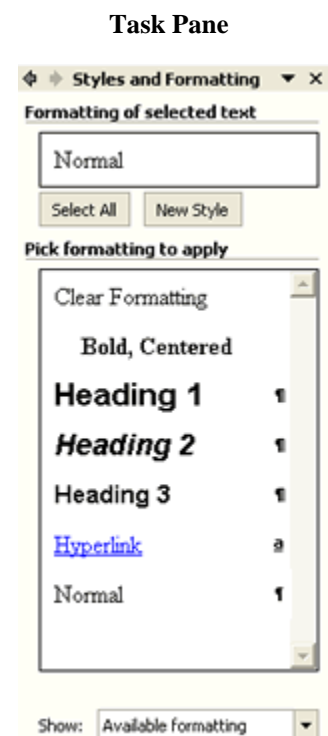 Task Pane
Styles and Formatting
Formatting of selected text
Normal
Select All New Style
Pick formatting to apply
Clear Formatting
Bold, Centered
Heading 1 ¶
Heading 2 ¶
Heading 3 ¶
Hyperlink a
Normal ¶
Show: Available formatting